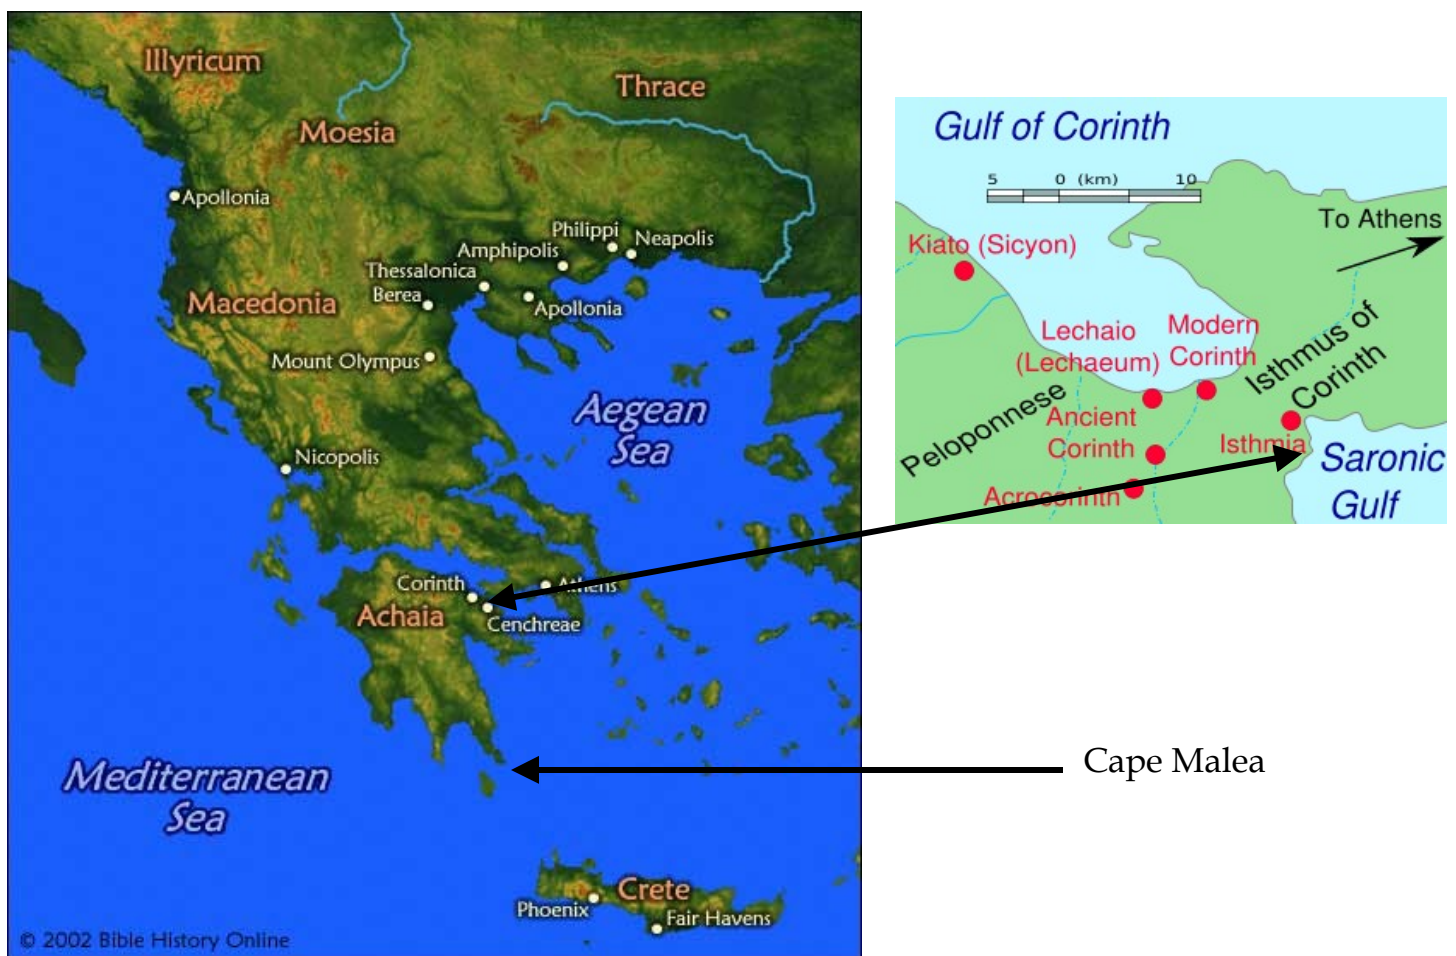 Illyricum
Thrace
Moesia
Apollonia
Philippi
Neapolis
Amphipolis
Thessalonica
Berea
Apollonia
Macedonia
Mount Olympus
Aegean
Sea
Nicopolis
Corinth
Athens
Achaia
Cenchreae
Mediterranean
Sea
Crete
Phoenix
Fair Havens
© 2002 Bible History Online
Gulf of Corinth
5 0 (km) 10
To Athens
Kiato (Sicyon)
Lechaio
(Lechaeum)
Modern
Corinth
Isthmus of
Corinth
Peloponnese
Ancient
Corinth
Isthmia
Saronic
Gulf
Acrocorinth
Cape Malea